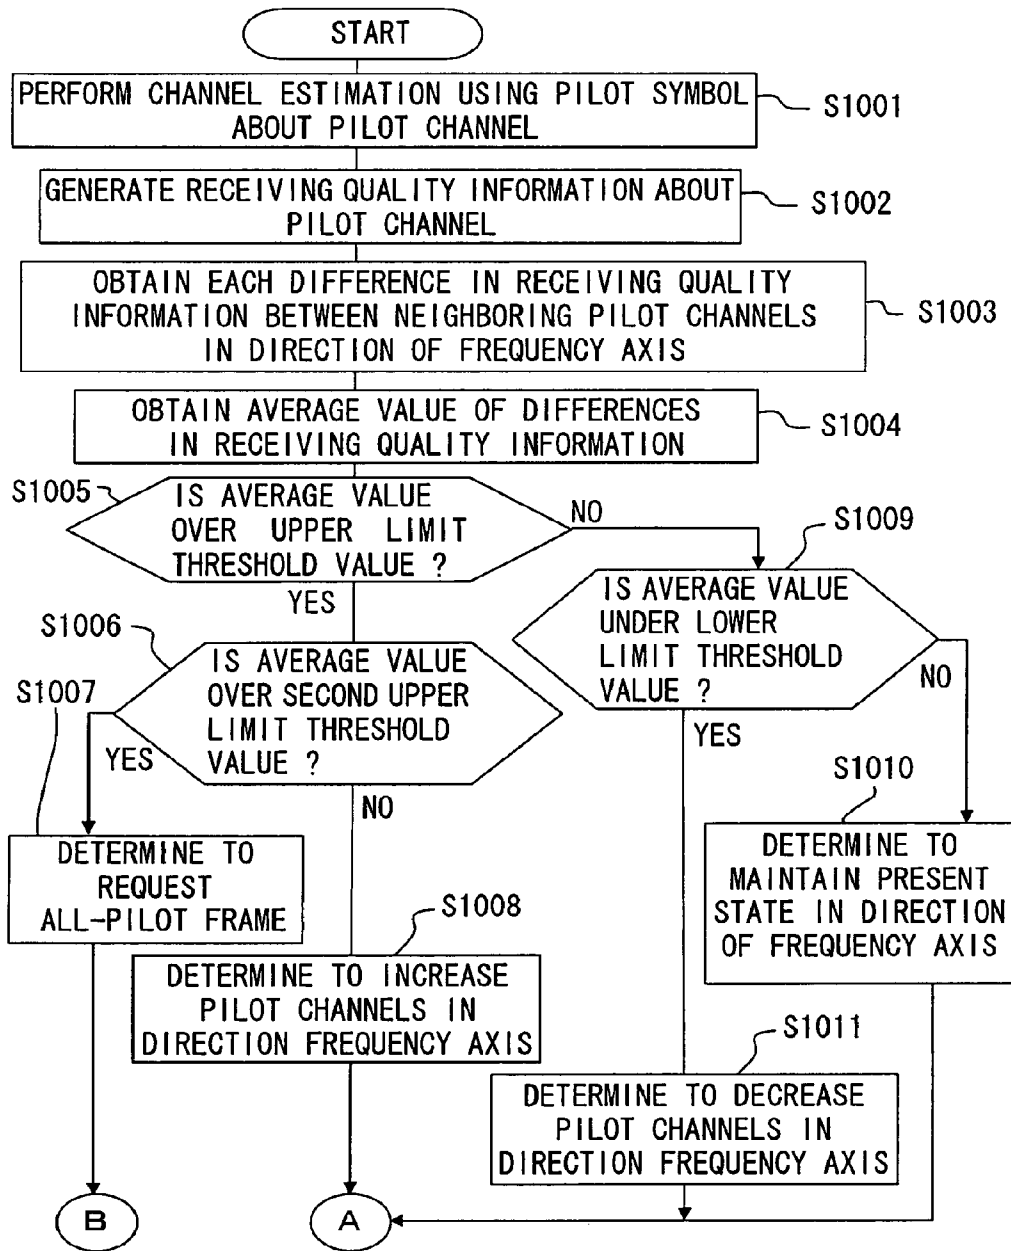 START
PERFORM CHANNEL ESTIMATION USING PILOT SYMBOL
ABOUT PILOT CHANNEL
S1001
GENERATE RECEIVING QUALITY INFORMATION ABOUT
PILOT CHANNEL
S1002
OBTAIN EACH DIFFERENCE IN RECEIVING QUALITY
INFORMATION BETWEEN NEIGHBORING PILOT CHANNELS
IN DIRECTION OF FREQUENCY AXIS
S1003
OBTAIN AVERAGE VALUE OF DIFFERENCES
IN RECEIVING QUALITY INFORMATION
S1004
S1005
IS AVERAGE VALUE
OVER UPPER LIMIT
THRESHOLD VALUE ?
NO
YES
S1009
IS AVERAGE VALUE
UNDER LOWER
LIMIT THRESHOLD
VALUE ?
NO
YES
S1006
IS AVERAGE VALUE
OVER SECOND UPPER
LIMIT THRESHOLD
VALUE ?
YES
NO
S1007
DETERMINE TO
REQUEST
ALL-PILOT FRAME
S1008
DETERMINE TO INCREASE
PILOT CHANNELS IN
DIRECTION FREQUENCY AXIS
S1010
DETERMINE TO
MAINTAIN PRESENT
STATE IN DIRECTION
OF FREQUENCY AXIS
S1011
DETERMINE TO DECREASE
PILOT CHANNELS IN
DIRECTION FREQUENCY AXIS
B
A